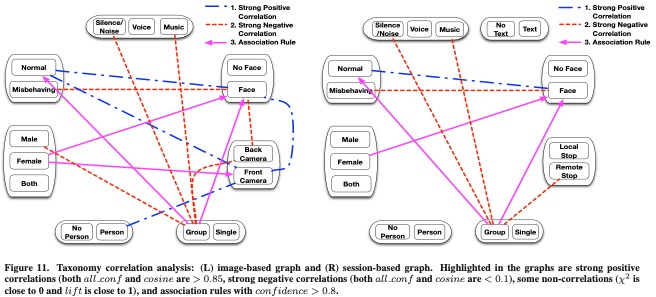 Silence/
Noise
Voice
Music
1. Strong Positive
Correlation
2. Strong Negative
Correlation
3. Association Rule
Normal
Misbehaving
No Face
Face
Male
Female
Both
Back
Camera
Front
Camera
No
Person
Person
Group
Single
Silence
/Noise
Voice
Music
No
Text
Text
Normal
Misbehaving
No Face
Face
Male
Female
Both
Local
Stop
Remote
Stop
No
Person
Person
Group
Single
1. Strong Positive
Correlation
2. Strong Negative
Correlation
3. Association Rule
Figure 11. Taxonomy correlation analysis: (L) image-based graph and (R) session-based graph. Highlighted in the graphs are strong positive
correlations (both all_conf and cosine are > 0.85, strong negative correlations (both all_conf and cosine are < 0.1), some non-correlations (χ² is
close to 0 and lift is close to 1), and association rules with confidence > 0.8.